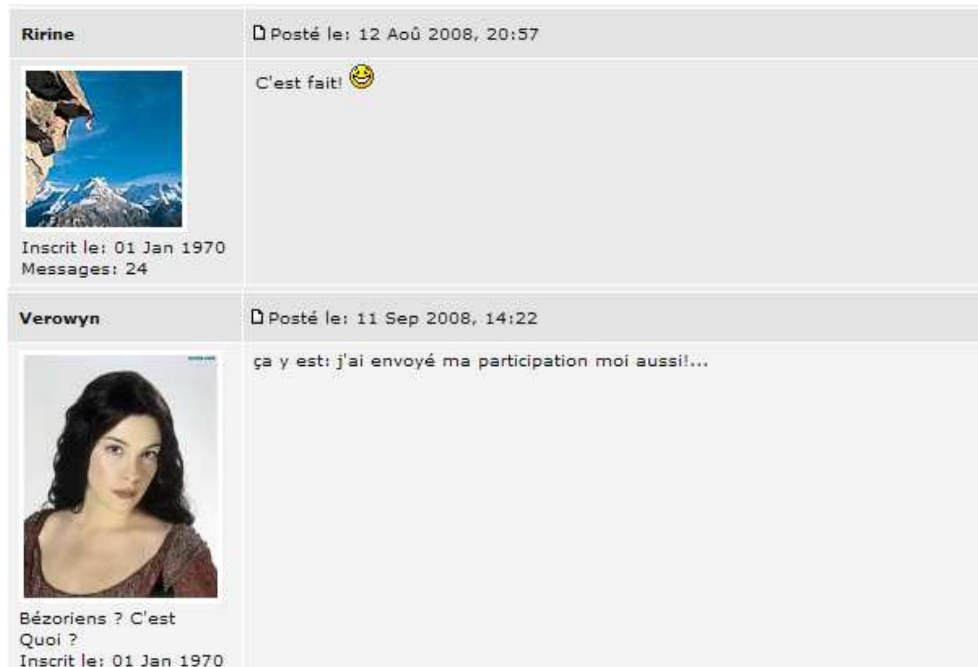 Ririne
Posté le: 12 Aoû 2008, 20:57
C'est fait!
Inscrit le: 01 Jan 1970
Messages: 24
Verowyn
Posté le: 11 Sep 2008, 14:22
ça y est: j'ai envoyé ma participation moi aussi!...
Bézoriens ? C'est
Quoi ?
Inscrit le: 01 Jan 1970